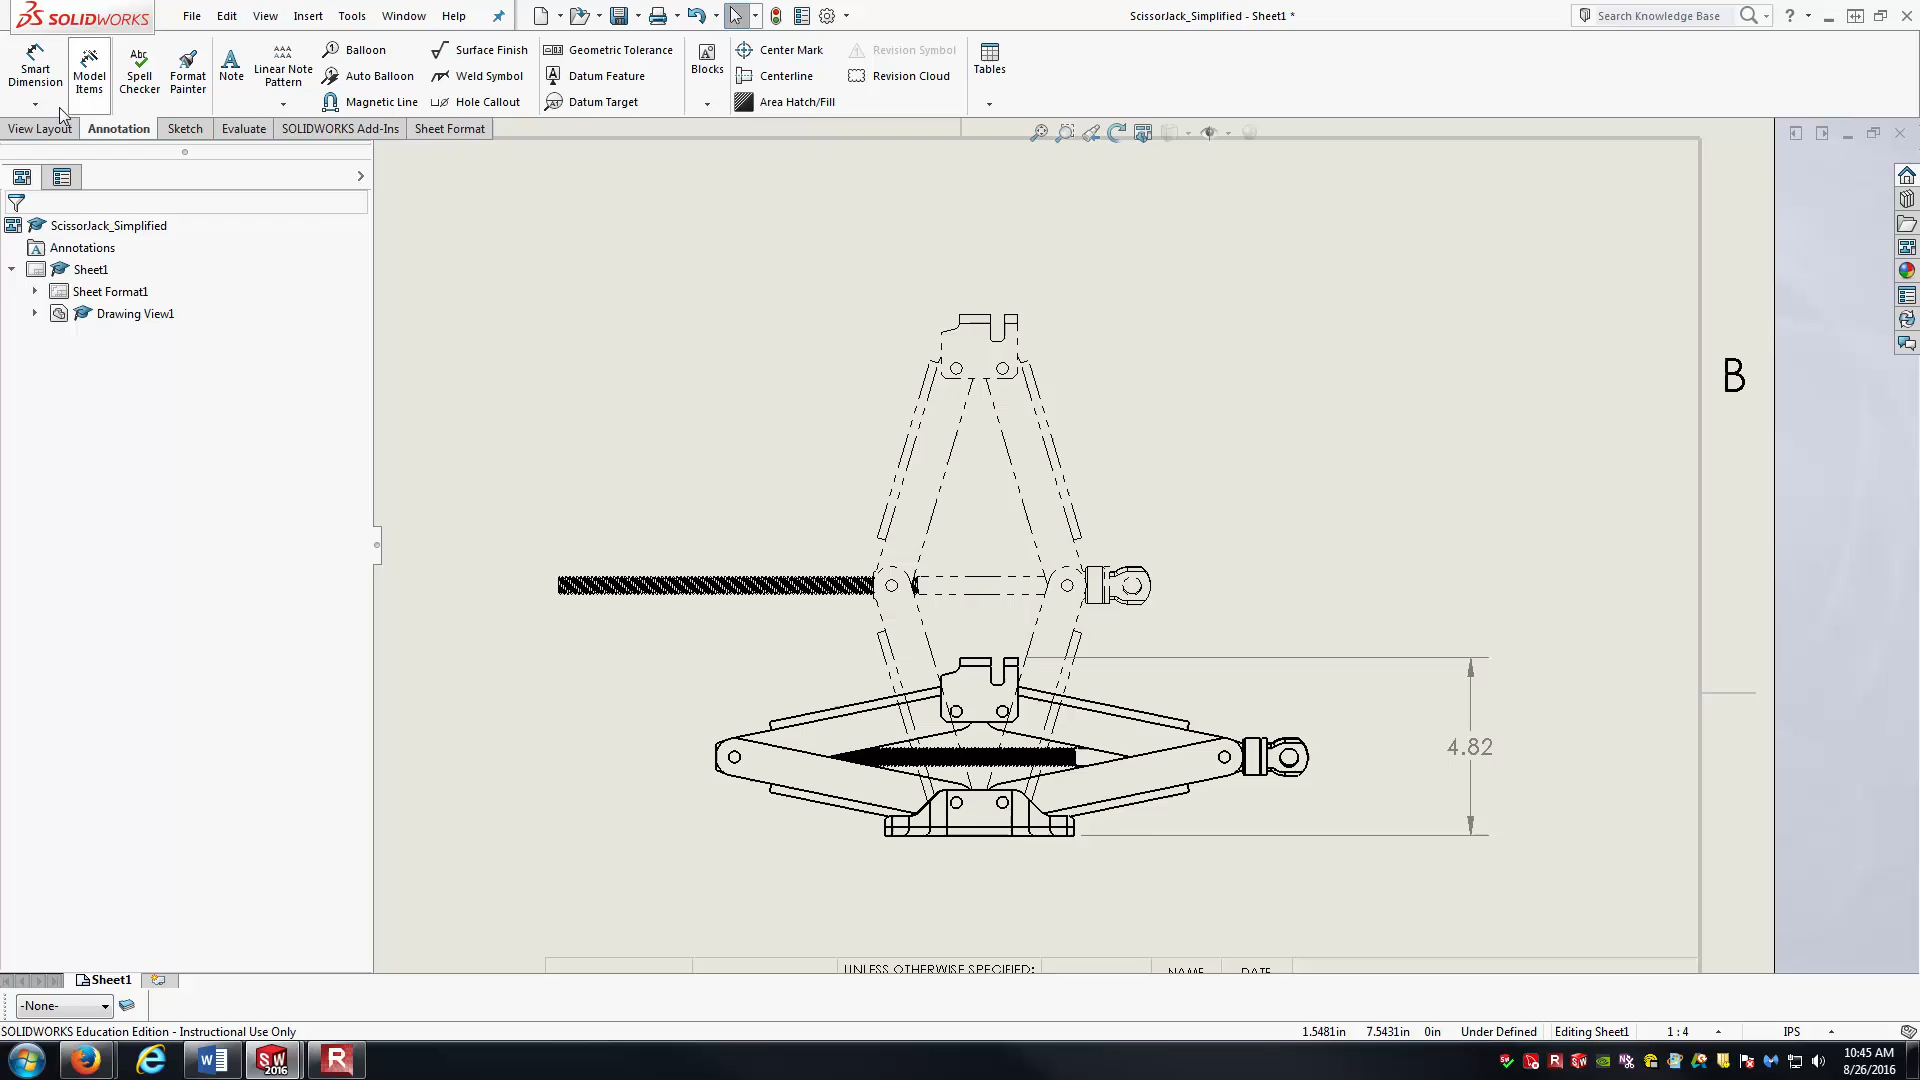 SOLIDWORKS
File Edit View Insert Tools Window Help
ScissorJack_Simplified - Sheet1 *
Search Knowledge Base
Smart Dimension
Model Items
Spell Checker
Format Painter
Note
Linear Note Pattern
Balloon
Auto Balloon
Magnetic Line
Surface Finish
Weld Symbol
Hole Callout
Geometric Tolerance
Datum Feature
Datum Target
Blocks
Center Mark
Centerline
Area Hatch/Fill
Revision Symbol
Revision Cloud
Tables
View Layout Annotation Sketch Evaluate SOLIDWORKS Add-Ins Sheet Format
ScissorJack_Simplified
Annotations
Sheet1
Sheet Format1
Drawing View1
B
4.82
UNLESS OTHERWISE SPECIFIED: NAME DATE
Sheet1
-None-
SOLIDWORKS Education Edition - Instructional Use Only
1.5481in 7.5431in 0in Under Defined Editing Sheet1 1 : 4 IPS
10:45 AM
8/26/2016